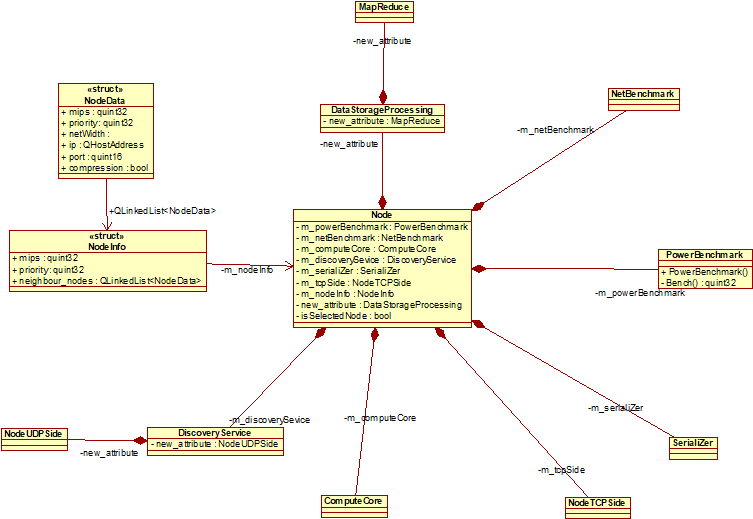 MapReduce
-new_attribute
«struct»
NodeData
+ mips : quint32
+ priority: quint32
+ netWidth :
+ ip : QHostAddress
+ port : quint16
+ compression : bool
DataStorageProcessing
- new_attribute : MapReduce
-new_attribute
NetBenchmark
-m_netBenchmark
+QLinkedList<NodeData>
«struct»
NodeInfo
+ mips : quint32
+ priority: quint32
+ neighbour_nodes : QLinkedList<NodeData>
-m_nodeInfo
Node
- m_powerBenchmark : PowerBenchmark
- m_netBenchmark : NetBenchmark
- m_computeCore : ComputeCore
- m_discoverySevice : DiscoveryService
- m_serialiZer : SerialiZer
- m_tcpSide : NodeTCPSide
- m_nodeInfo : NodeInfo
- new_attribute : DataStorageProcessing
- isSelectedNode : bool
PowerBenchmark
+ PowerBenchmark()
- Bench() : quint32
-m_powerBenchmark
-m_discoverySevice
-m_computeCore
-m_serialiZer
NodeUDPSide
-new_attribute
DiscoveryService
- new_attribute : NodeUDPSide
SerialiZer
-m_tcpSide
ComputeCore
NodeTCPSide